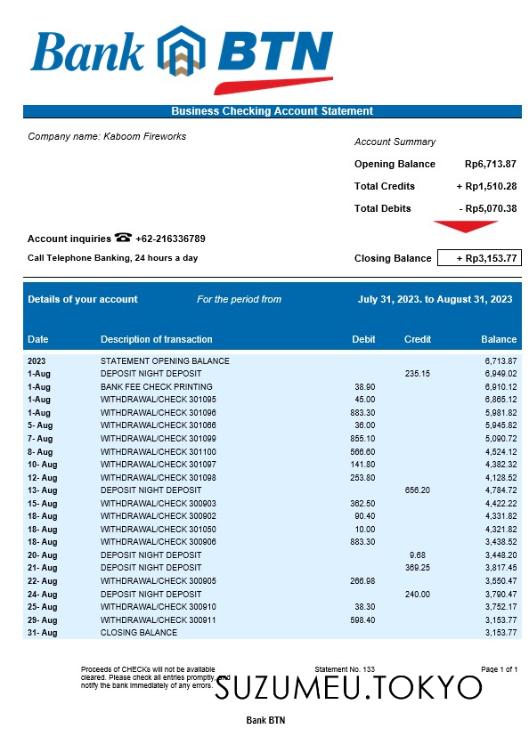 Bank BTN
Business Checking Account Statement
Company name: Kaboom Fireworks
Account Summary
Opening Balance Rp6,713.87
Total Credits + Rp1,510.28
Total Debits - Rp5,070.38
Account inquiries ☎ +62-216336789
Call Telephone Banking, 24 hours a day
Closing Balance + Rp3,153.77
Details of your account For the period from July 31, 2023. to August 31, 2023
Date Description of transaction Debit Credit Balance
2023 STATEMENT OPENING BALANCE 6,713.87
1-Aug DEPOSIT NIGHT DEPOSIT 235.15 6,949.02
1-Aug BANK FEE CHECK PRINTING 38.90 6,910.12
1-Aug WITHDRAWAL/CHECK 301095 45.00 6,865.12
1-Aug WITHDRAWAL/CHECK 301096 883.30 5,981.82
5- Aug WITHDRAWAL/CHECK 301066 36.00 5,945.82
7- Aug WITHDRAWAL/CHECK 301099 855.10 5,090.72
8- Aug WITHDRAWAL/CHECK 301100 566.60 4,524.12
10- Aug WITHDRAWAL/CHECK 301097 141.80 4,382.32
12- Aug WITHDRAWAL/CHECK 301098 253.80 4,128.52
13- Aug DEPOSIT NIGHT DEPOSIT 656.20 4,784.72
15- Aug WITHDRAWAL/CHECK 300903 362.50 4,422.22
18- Aug WITHDRAWAL/CHECK 300902 90.40 4,331.82
18- Aug WITHDRAWAL/CHECK 301050 10.00 4,321.82
18- Aug WITHDRAWAL/CHECK 300906 883.30 3,438.52
20- Aug DEPOSIT NIGHT DEPOSIT 9.68 3,448.20
21- Aug DEPOSIT NIGHT DEPOSIT 369.25 3,817.45
22- Aug WITHDRAWAL/CHECK 300905 266.98 3,550.47
24- Aug DEPOSIT NIGHT DEPOSIT 240.00 3,790.47
25- Aug WITHDRAWAL/CHECK 300910 38.30 3,752.17
29- Aug WITHDRAWAL/CHECK 300911 598.40 3,153.77
31- Aug CLOSING BALANCE 3,153.77
Proceeds of CHECKs will not be available Statement No. 133 Page 1 of 1
cleared. Please check all entries promptly, and
notify the bank immediately of any errors.
SUZUMEU.TOKYO
Bank BTN